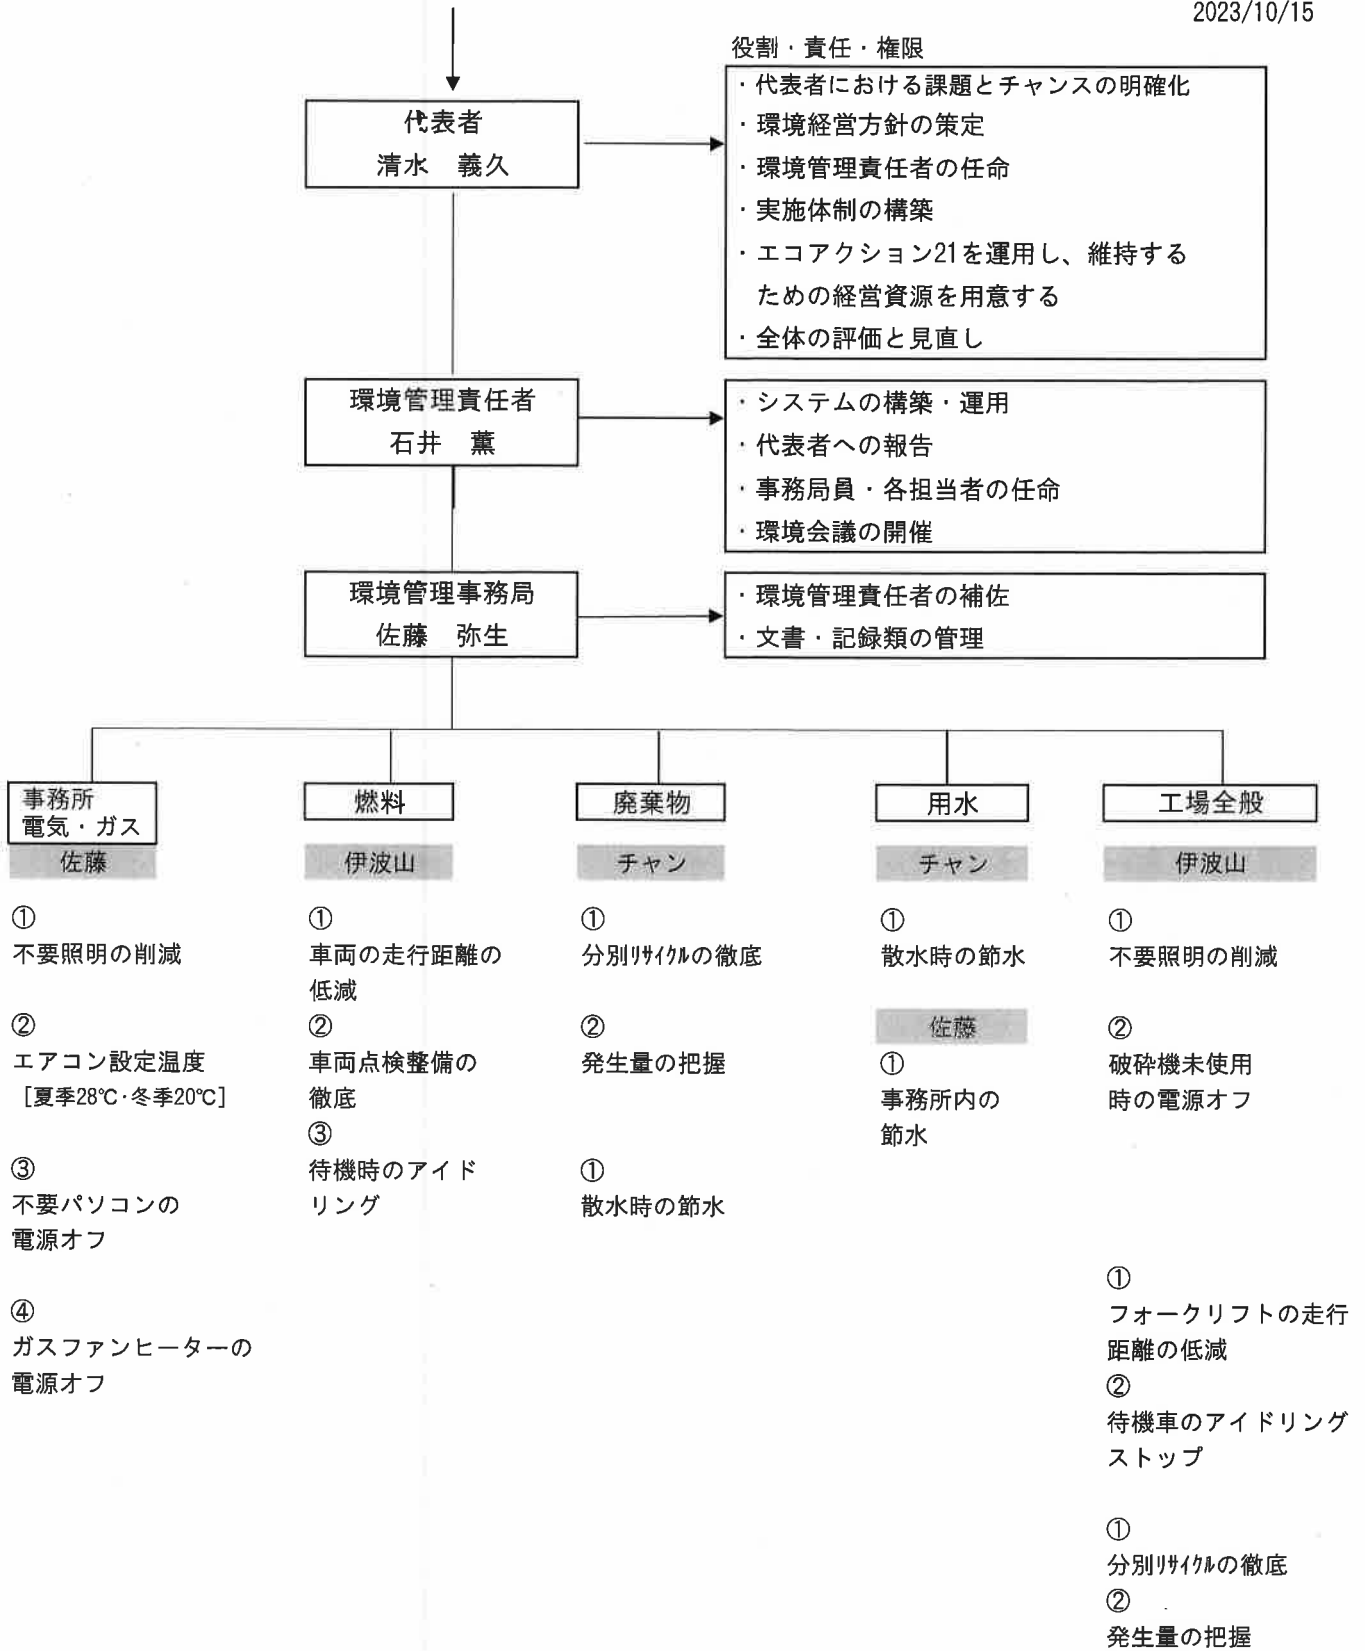 2023/10/15
役割・責任・権限
代表者
清水　義久
・代表者における課題とチャンスの明確化
・環境経営方針の策定
・環境管理責任者の任命
・実施体制の構築
・エコアクション21を運用し、維持する
ための経営資源を用意する
・全体の評価と見直し
環境管理責任者
石井　薫
・システムの構築・運用
・代表者への報告
・事務局員・各担当者の任命
・環境会議の開催
環境管理事務局
佐藤　弥生
・環境管理責任者の補佐
・文書・記録類の管理
事務所
電気・ガス
佐藤
①
不要照明の削減
②
エアコン設定温度
[夏季28℃・冬季20℃]
③
不要パソコンの
電源オフ
④
ガスファンヒーターの
電源オフ
燃料
伊波山
①
車両の走行距離の
低減
②
車両点検整備の
徹底
③
待機時のアイド
リング
廃棄物
チャン
①
分別ﾘｻｲｸﾙの徹底
②
発生量の把握
①
散水時の節水
用水
チャン
①
散水時の節水
佐藤
①
事務所内の
節水
工場全般
伊波山
①
不要照明の削減
②
破砕機未使用
時の電源オフ
①
フォークリフトの走行
距離の低減
②
待機車のアイドリング
ストップ
①
分別ﾘｻｲｸﾙの徹底
②
発生量の把握